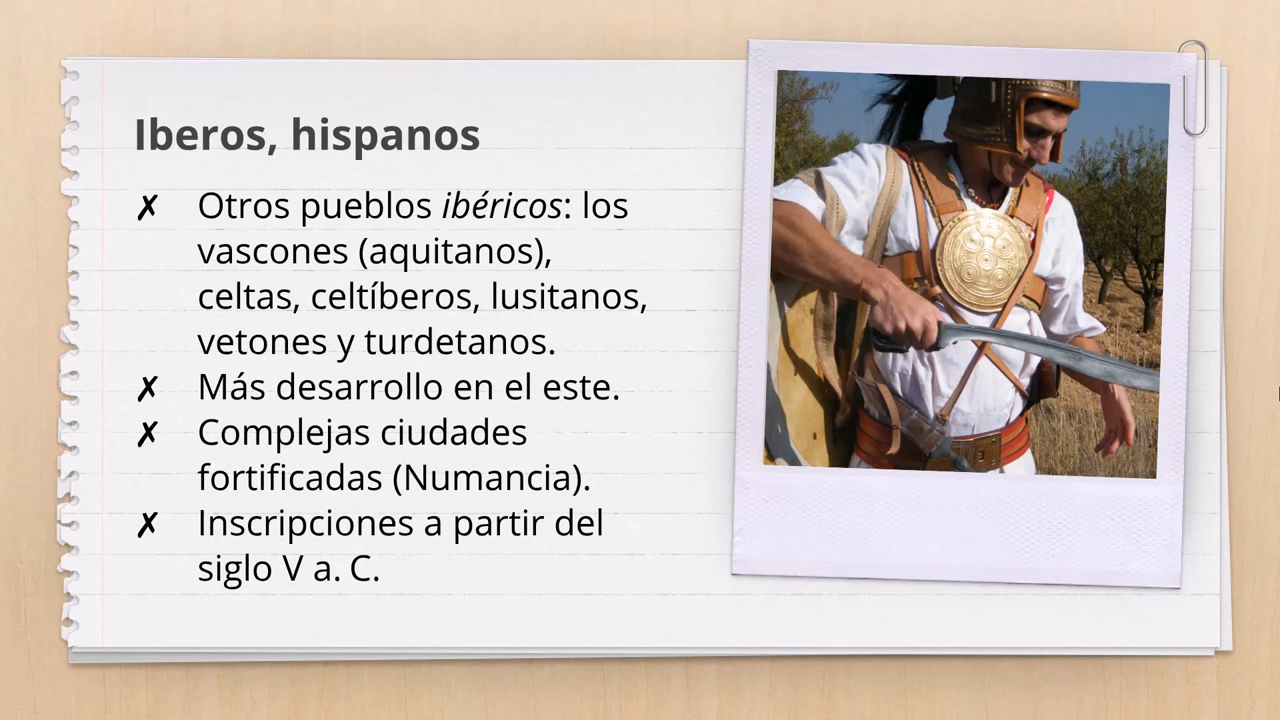 Iberos, hispanos
✗ Otros pueblos ibéricos: los
vascones (aquitanos),
celtas, celtíberos, lusitanos,
vetones y turdetanos.
✗ Más desarrollo en el este.
✗ Complejas ciudades
fortificadas (Numancia).
✗ Inscripciones a partir del
siglo V a. C.